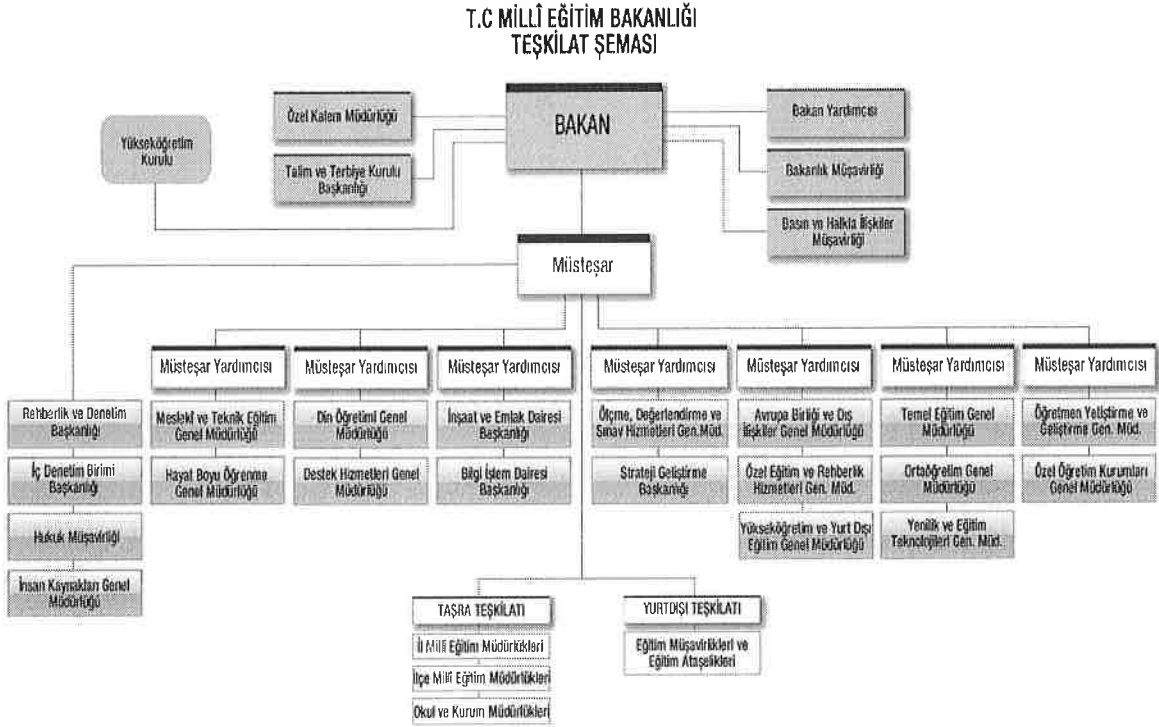 T.C MİLLÎ EĞİTİM BAKANLIĞI
TEŞKİLAT ŞEMASI
Özel Kalem Müdürlüğü
BAKAN
Bakan Yardımcısı
Yükseköğretim
Kurulu
Talim ve Terbiye Kurulu
Başkanlığı
Bakanlık Müşavirliği
Basın ve Halkla İlişkiler
Müşavirliği
Müsteşar
Müsteşar Yardımcısı
Müsteşar Yardımcısı
Müsteşar Yardımcısı
Müsteşar Yardımcısı
Müsteşar Yardımcısı
Müsteşar Yardımcısı
Müsteşar Yardımcısı
Rehberlik ve Denetim
Başkanlığı
İç Denetim Birimi
Başkanlığı
Hukuk Müşavirliği
İnsan Kaynakları Genel
Müdürlüğü
Mesleki ve Teknik Eğitim
Genel Müdürlüğü
Hayat Boyu Öğrenme
Genel Müdürlüğü
Din Öğretimi Genel
Müdürlüğü
Destek Hizmetleri Genel
Müdürlüğü
İnşaat ve Emlak Dairesi
Başkanlığı
Bilgi İşlem Dairesi
Başkanlığı
Ölçme, Değerlendirme ve
Sınav Hizmetleri Gen.Müd.
Strateji Geliştirme
Başkanlığı
Avrupa Birliği ve Dış
İlişkiler Genel Müdürlüğü
Özel Eğitim ve Rehberlik
Hizmetleri Gen. Müd.
Yükseköğretim ve Yurt Dışı
Eğitim Genel Müdürlüğü
Temel Eğitim Genel
Müdürlüğü
Ortaöğretim Genel
Müdürlüğü
Yenilik ve Eğitim
Teknolojileri Gen. Müd.
Öğretmen Yetiştirme ve
Geliştirme Gen. Müd.
Özel Öğretim Kurumları
Genel Müdürlüğü
TAŞRA TEŞKİLATI
İl Millî Eğitim Müdürlükleri
İlçe Millî Eğitim Müdürlükleri
Okul ve Kurum Müdürlükleri
YURTDIŞI TEŞKİLATI
Eğitim Müşavirlikleri ve
Eğitim Ataşelikleri